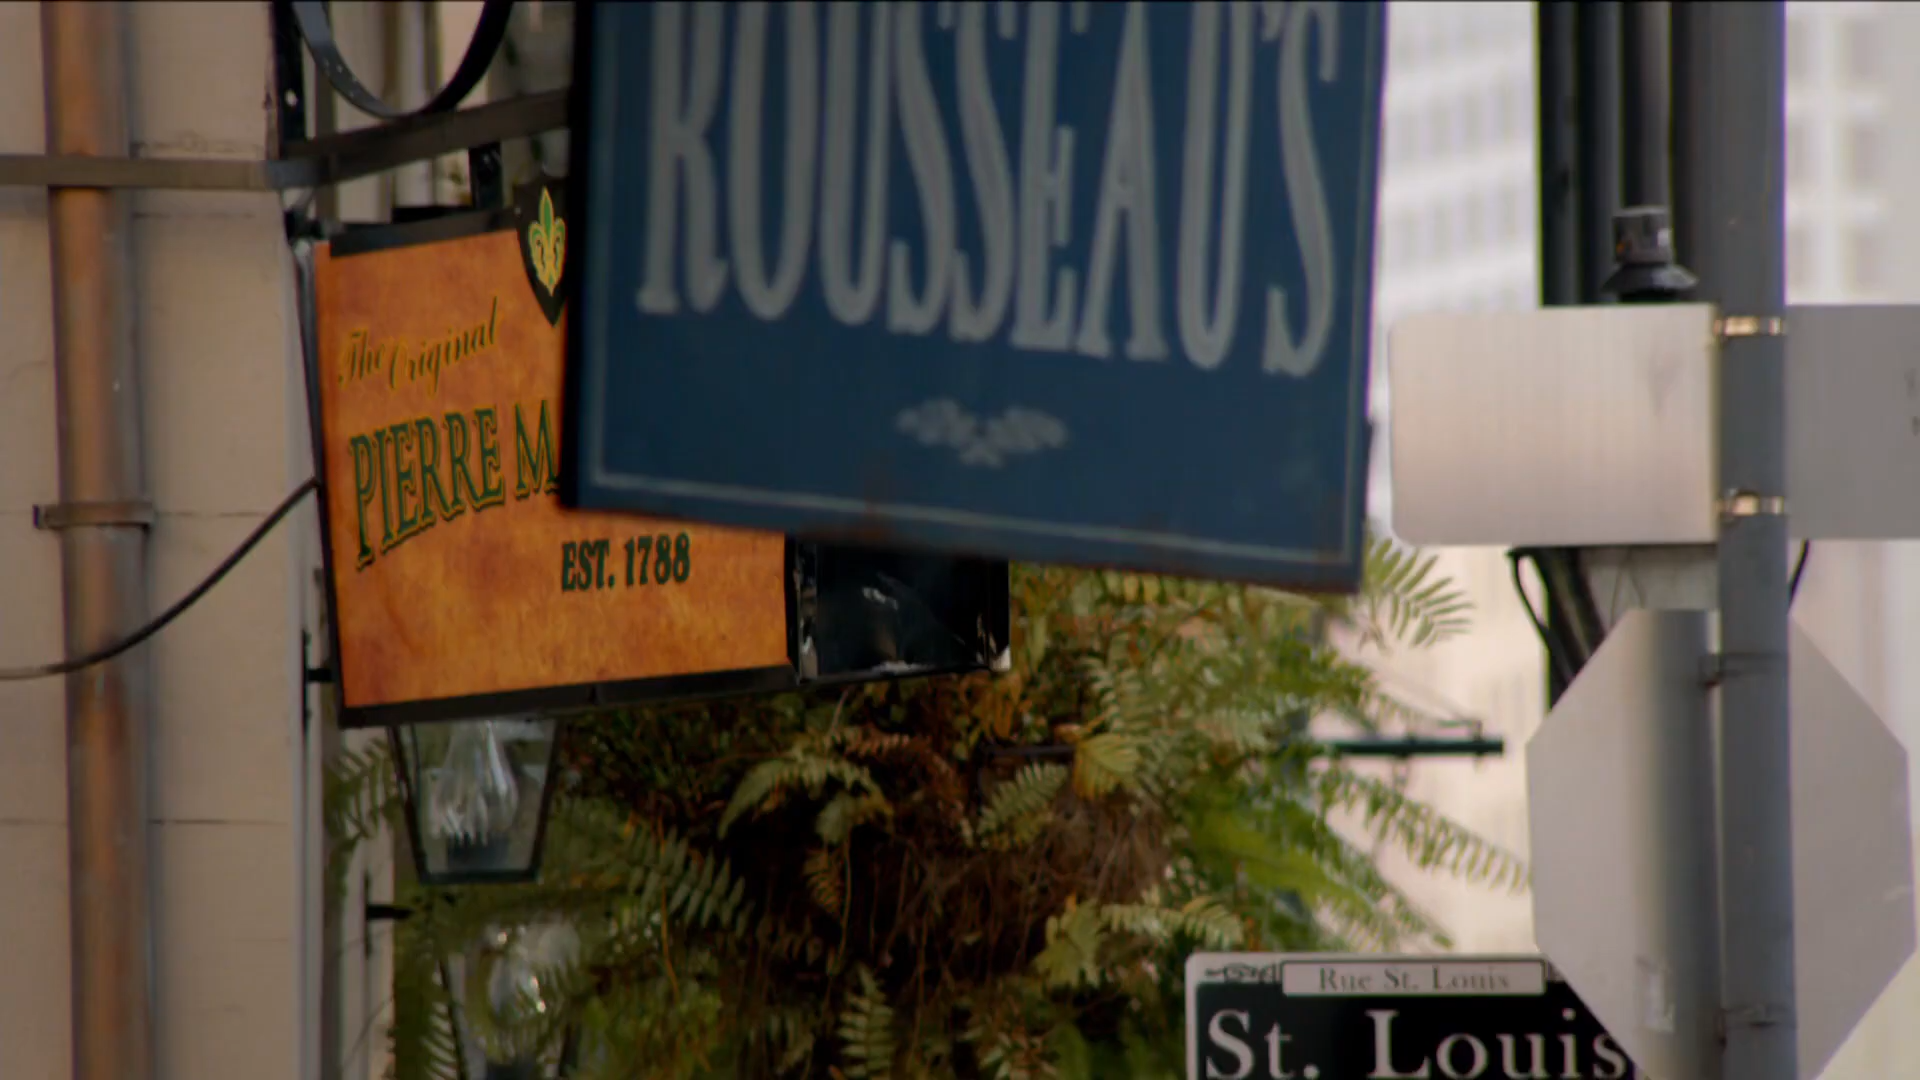 ROUSSEAU'S
The Original
PIERRE M
EST. 1788
Rue St. Louis
St. Louis